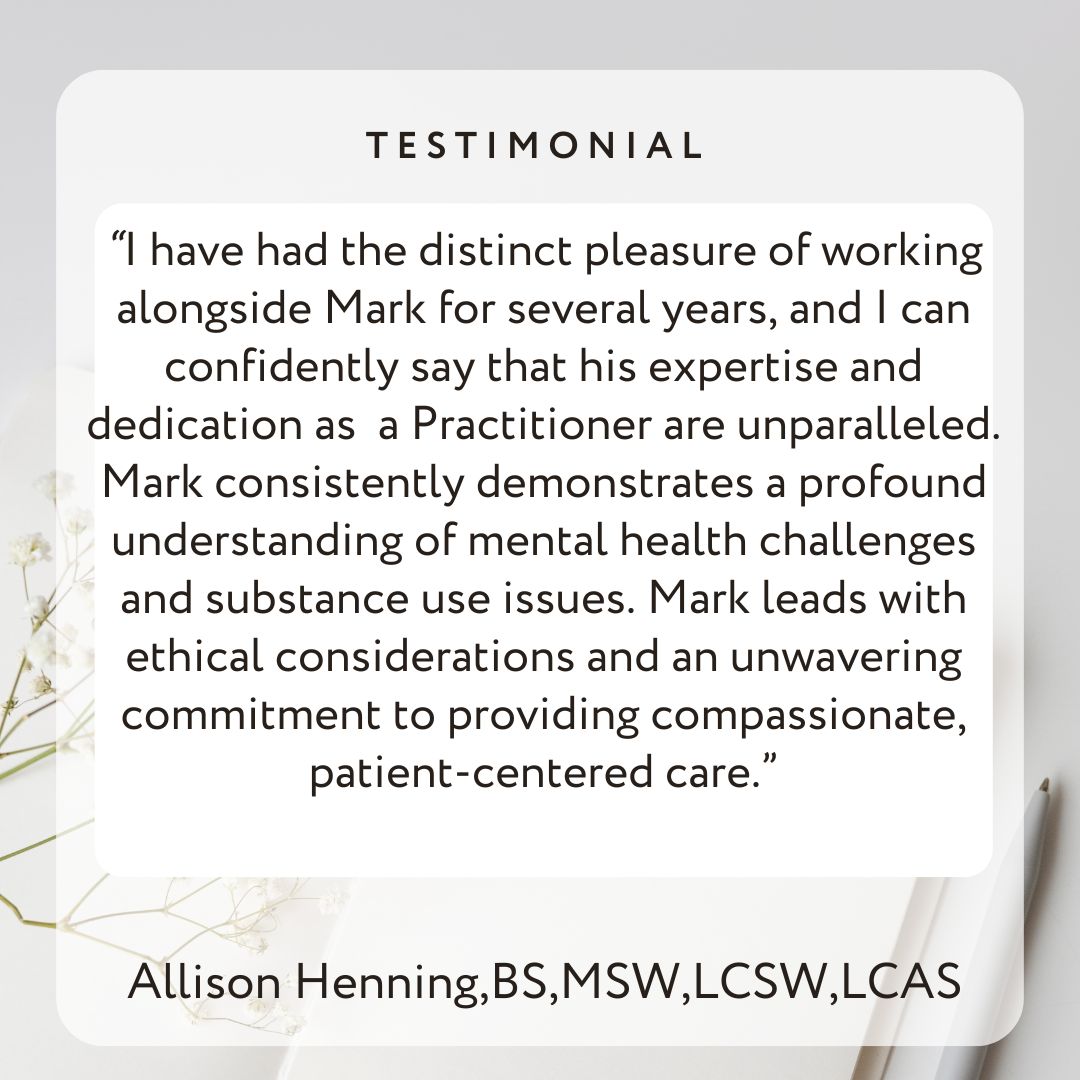 TESTIMONIAL
“I have had the distinct pleasure of working
alongside Mark for several years, and I can
confidently say that his expertise and
dedication as  a Practitioner are unparalleled.
Mark consistently demonstrates a profound
understanding of mental health challenges
and substance use issues. Mark leads with
ethical considerations and an unwavering
commitment to providing compassionate,
patient-centered care.”
Allison Henning,BS,MSW,LCSW,LCAS